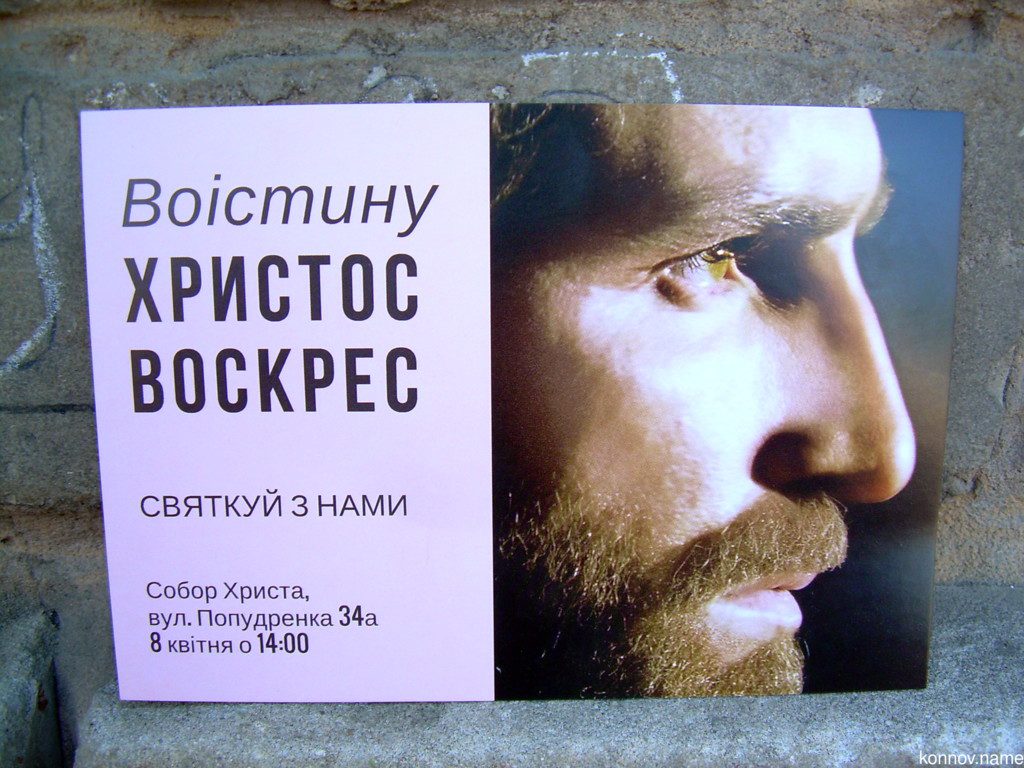 Воістину
ХРИСТОС
ВОСКРЕС
СВЯТКУЙ З НАМИ
Собор Христа,
вул. Попудренка 34а
8 квітня о 14:00
konnov.name